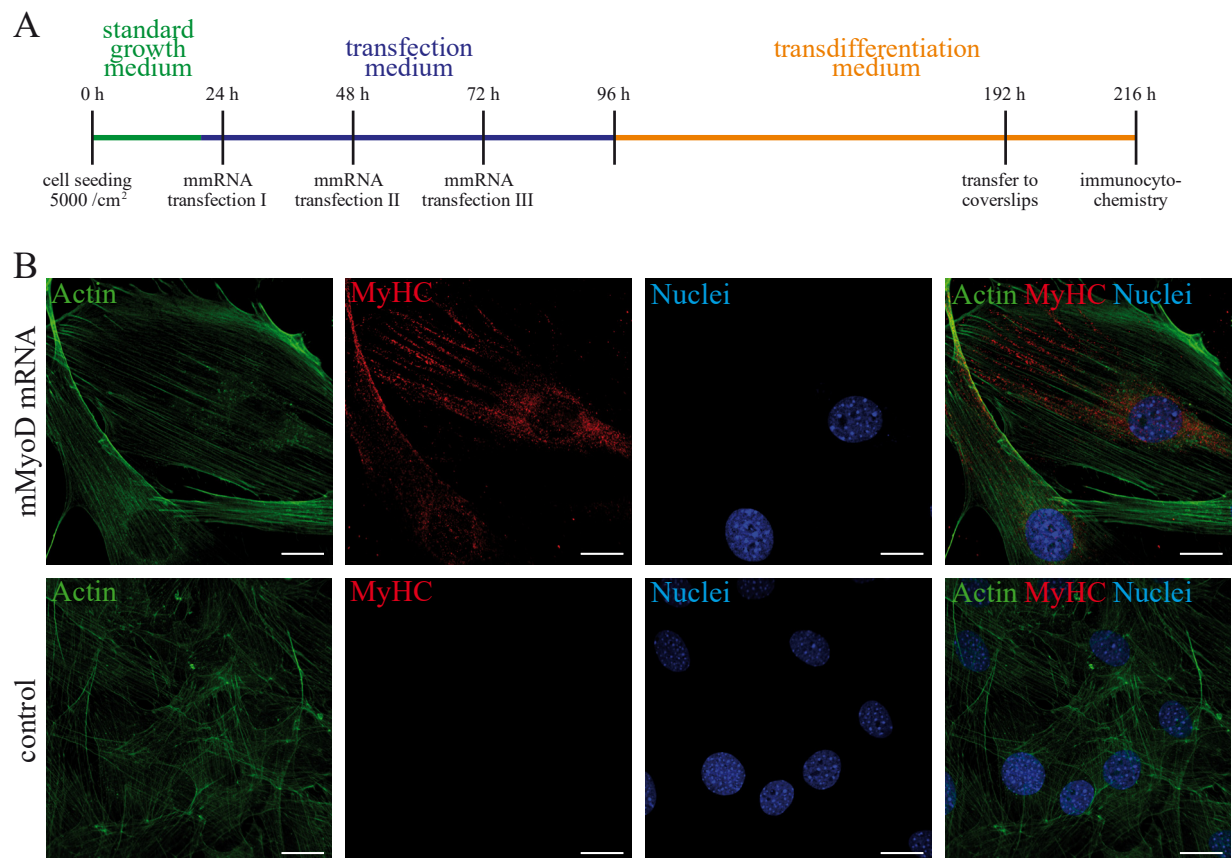 A
standard
growth
medium
transfection
medium
transdifferentiation
medium
0 h
24 h
48 h
72 h
96 h
192 h
216 h
cell seeding
5000 /cm²
mmRNA
transfection I
mmRNA
transfection II
mmRNA
transfection III
transfer to
coverslips
immunocyto-
chemistry
B
mMyoD mRNA
Actin
MyHC
Nuclei
Actin MyHC Nuclei
control
Actin
MyHC
Nuclei
Actin MyHC Nuclei